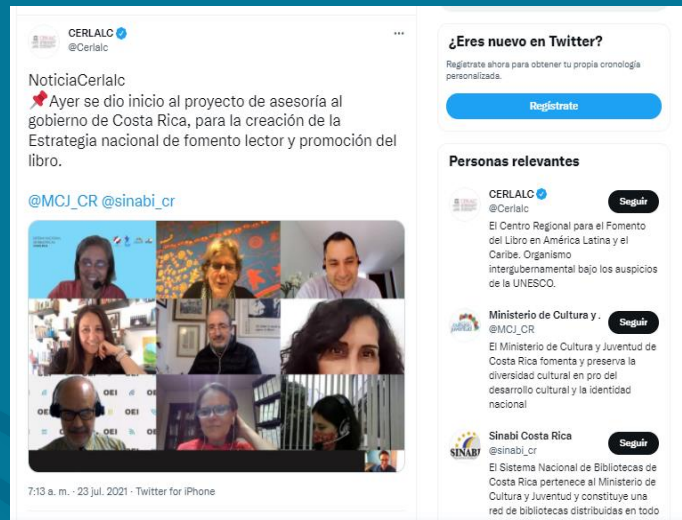 CERLALC
@Cerlalc
NoticiaCerlalc
📌Ayer se dio inicio al proyecto de asesoría al
gobierno de Costa Rica, para la creación de la
Estrategia nacional de fomento lector y promoción del
libro.
@MCJ_CR @sinabi_cr
OEI OEI
OEI
7:13 a. m. · 23 jul. 2021 · Twitter for iPhone
¿Eres nuevo en Twitter?
Regístrate ahora para obtener tu propia cronología
personalizada.
Regístrate
Personas relevantes
CERLALC
@Cerlalc
Seguir
El Centro Regional para el Fomento
del Libro en América Latina y el
Caribe. Organismo
intergubernamental bajo los auspicios
de la UNESCO.
Ministerio de Cultura y .
@MCJ_CR
Seguir
El Ministerio de Cultura y Juventud de
Costa Rica fomenta y preserva la
diversidad cultural en pro del
desarrollo cultural y la identidad
nacional
Sinabi Costa Rica
@sinabi_cr
Seguir
SINABI
El Sistema Nacional de Bibliotecas de
Costa Rica pertenece al Ministerio de
Cultura y Juventud y constituye una
red de bibliotecas distribuidas en todo